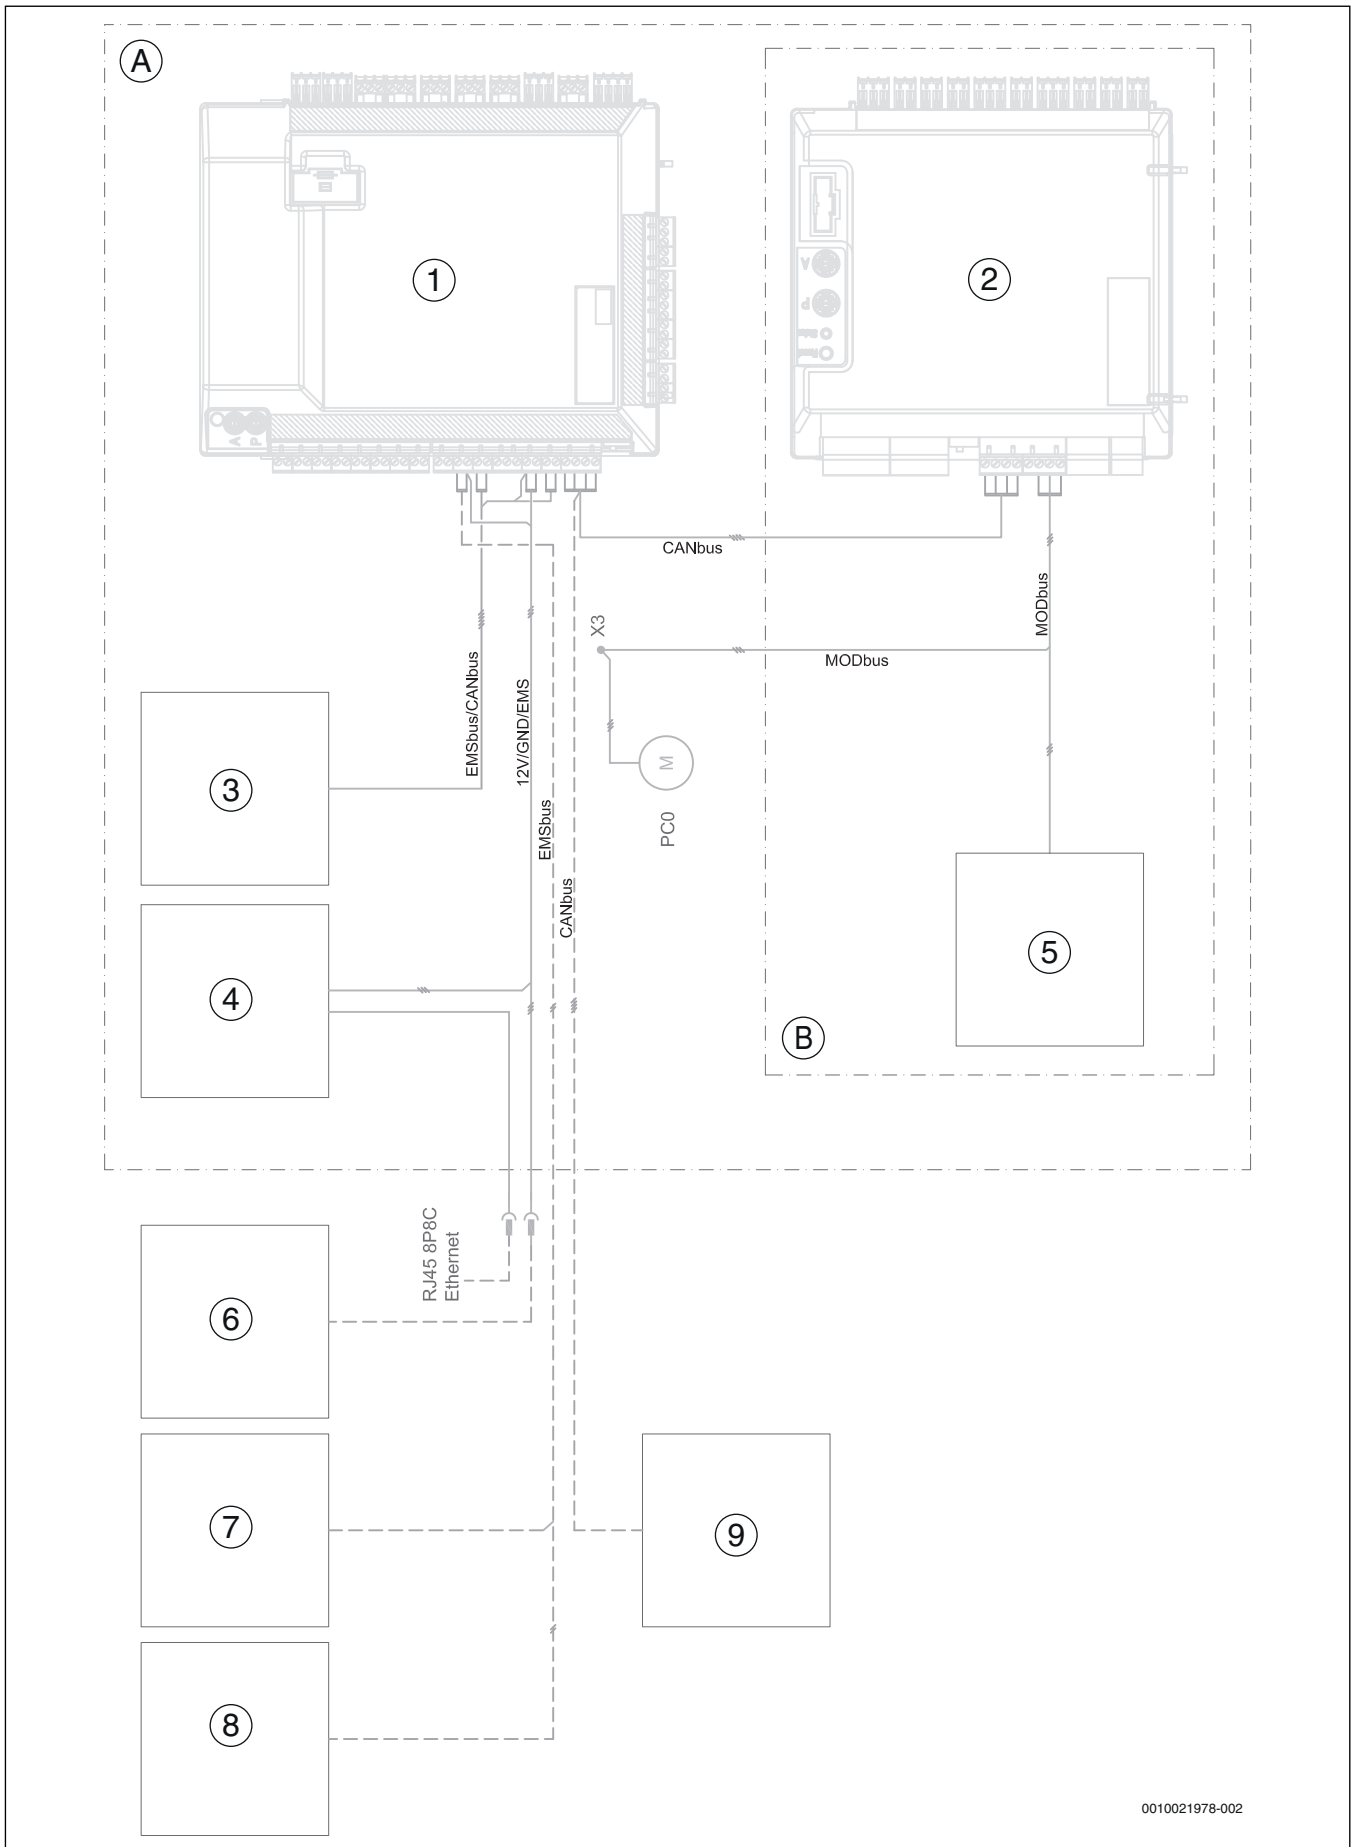 A
1
2
A
P
A
P
CANbus
MODbus
X3
MODbus
EMSbus/CANbus
12V/GND/EMS
M
3
EMSbus
PC0
CANbus
4
5
B
RJ45 8P8C
Ethernet
6
7
9
8
0010021978-002